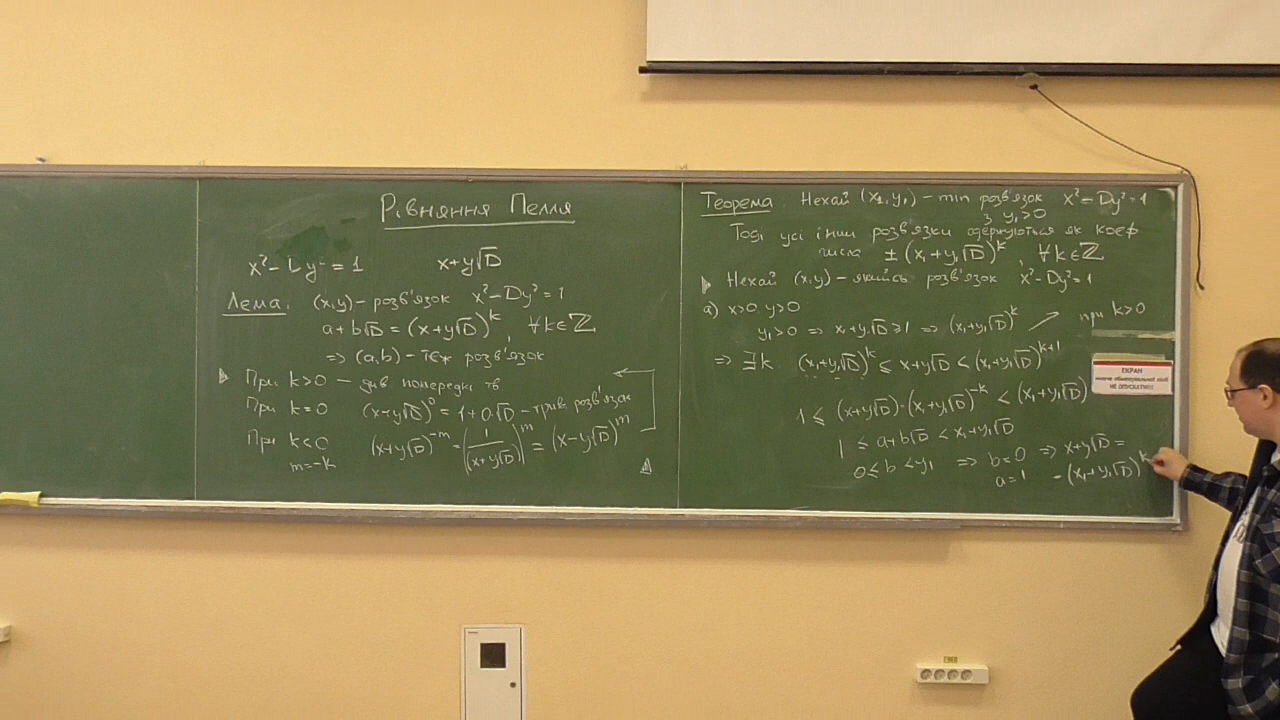 Рівняння Пелля
x² - Dy² = 1    x+y√D
Лема: (x,y) – розв'язок x² - Dy² = 1
a+b√D = (x+y√D)^k, ∀k∈ℤ
⇒ (a,b) – теж розв'язок
При k>0 – див попередні тв
При k=0 (x+y√D)⁰ = 1+0·√D – трив розв'язок
При k<0 (x+y√D)^-m = (1/(x+y√D))^m = (x-y√D)^m
m=-k
Теорема Нехай (x₁,y₁) – min розв'язок x² - Dy² = 1
з y₁>0
Тоді усі інші розв'язки одержуються як коеф
числа ±(x₁+y₁√D)^k, ∀k∈ℤ
Нехай (x,y) – якийсь розв'язок x² - Dy² = 1
а) x>0, y>0
y₁>0 ⇒ x₁+y₁√D ≥ 1 ⇒ (x₁+y₁√D)^k ↗ при k>0
⇒ ∃k (x₁+y₁√D)^k ≤ x+y√D < (x₁+y₁√D)^k+1
1 ≤ (x+y√D)·(x₁+y₁√D)^-k < (x₁+y₁√D)
1 ≤ a+b√D < x₁+y₁√D
0 ≤ b < y₁ ⇒ b=0 ⇒ x+y√D =
a=1 = (x₁+y₁√D)^k
ЕКРАН
НЕ ОПУСКАТИ!!!